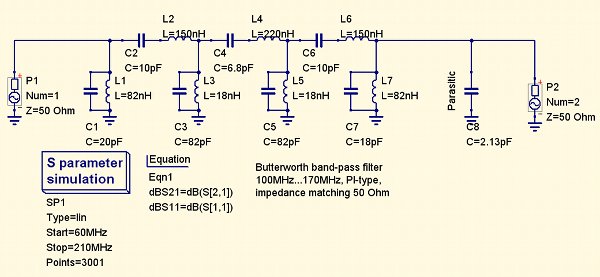 L2
L=150nH
L4
L=220nH
L6
L=150nH
C2
C=10pF
C4
C=6.8pF
C6
C=10pF
P1
Num=1
Z=50 Ohm
L1
L=82nH
L3
L=18nH
L5
L=18nH
L7
L=82nH
Parasitic
P2
Num=2
Z=50 Ohm
C1
C=20pF
C3
C=82pF
C5
C=82pF
C7
C=18pF
C8
C=2.13pF
S parameter
simulation
SP1
Type=lin
Start=60MHz
Stop=210MHz
Points=3001
Equation
Eqn1
dBS21=dB(S[2,1])
dBS11=dB(S[1,1])
Butterworth band-pass filter
100MHz...170MHz, PI-type,
impedance matching 50 Ohm